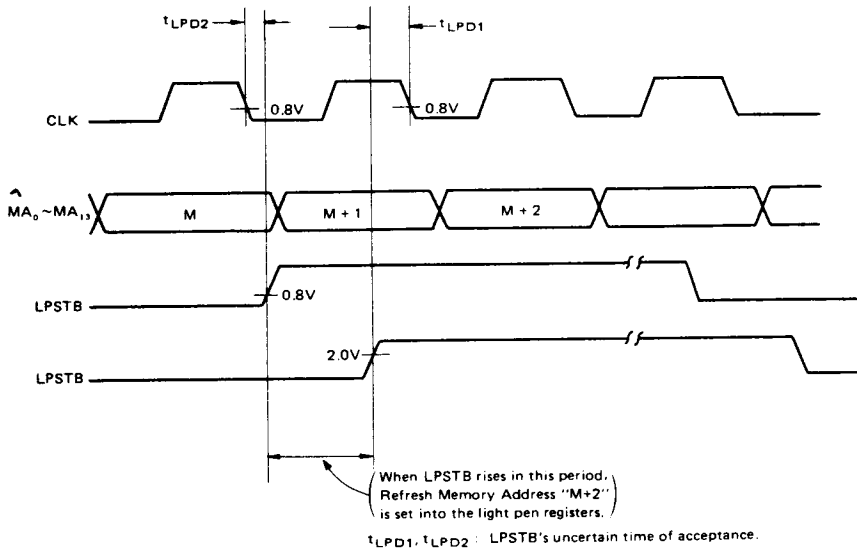 tLPD2 tLPD1
0.8V 0.8V
CLK
MA0~MA13 M M + 1 M + 2
0.8V
LPSTB
2.0V
LPSTB
When LPSTB rises in this period,
Refresh Memory Address "M+2"
is set into the light pen registers.
tLPD1, tLPD2 : LPSTB's uncertain time of acceptance.